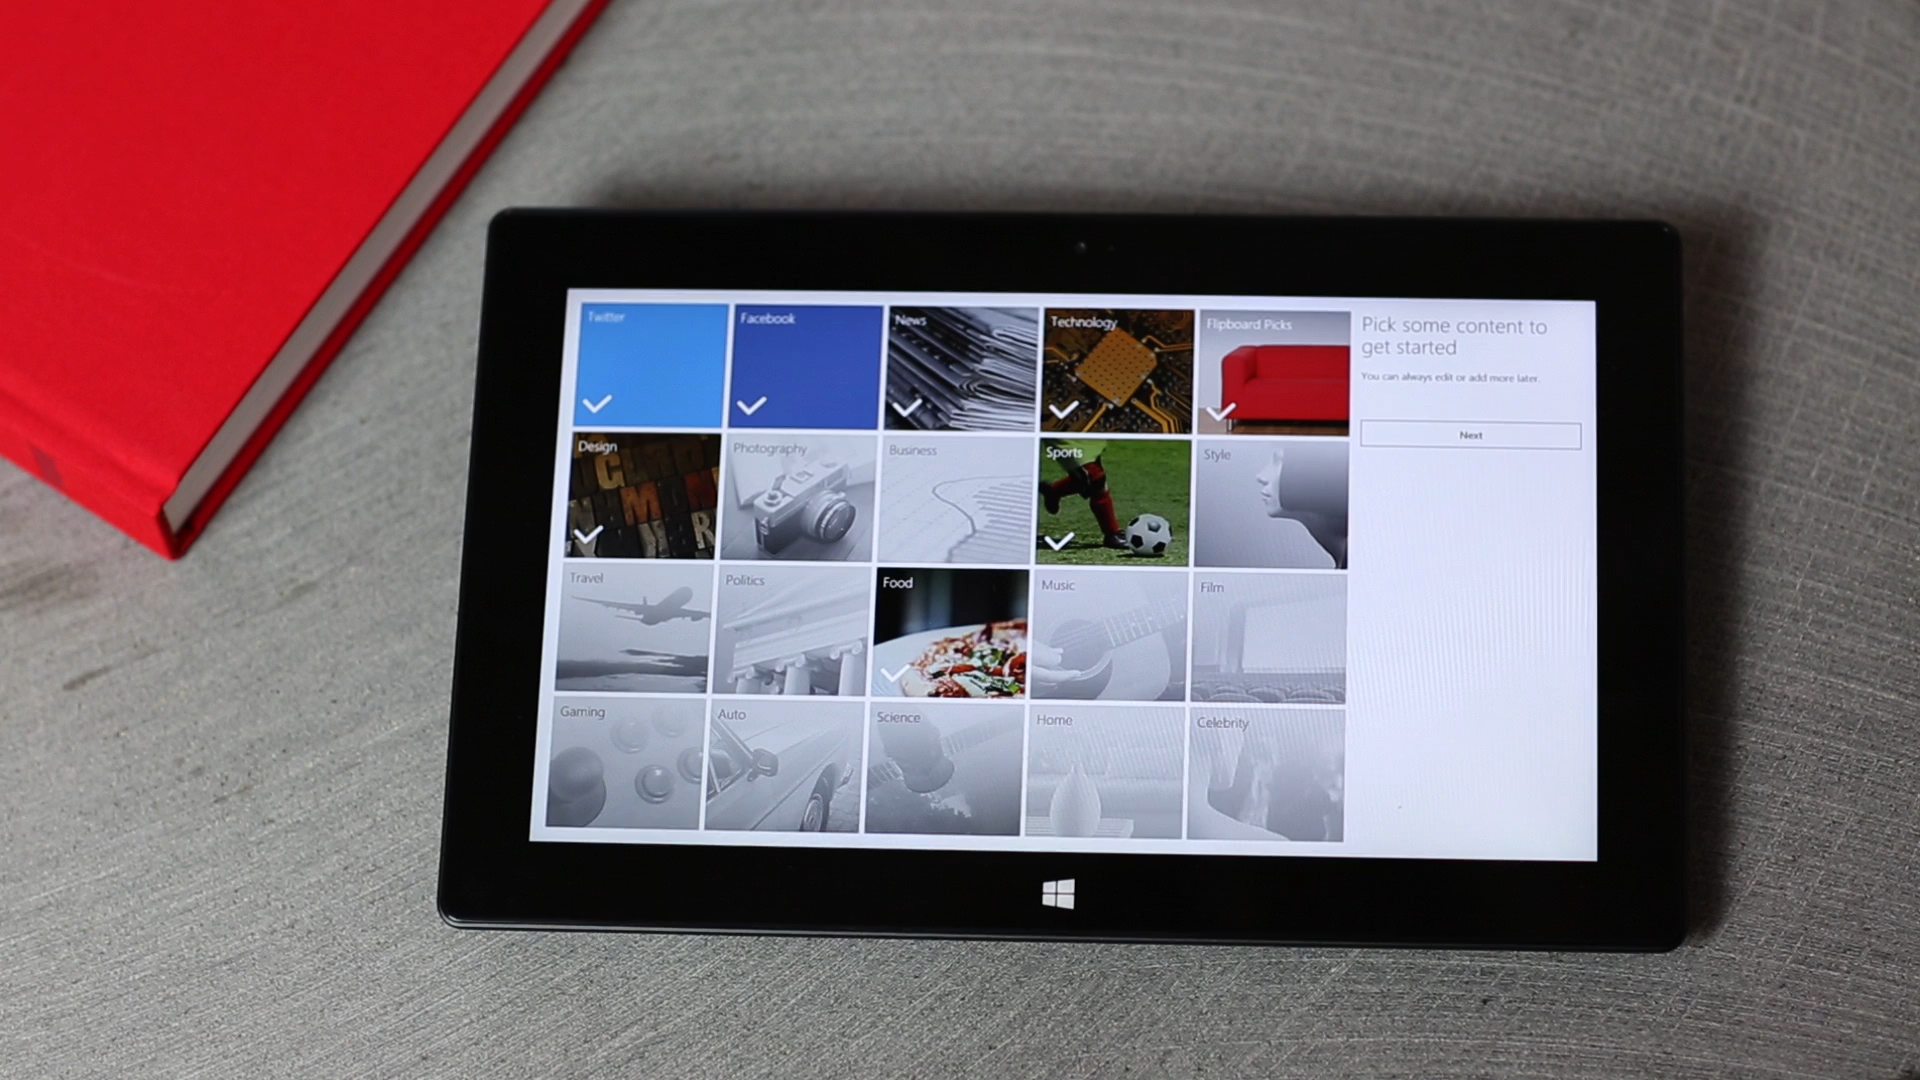 Twitter
Facebook
News
Technology
Flipboard Picks
Pick some content to
get started
You can always edit or add more later.
Next
Design
Photography
Business
Sports
Style
Travel
Politics
Food
Music
Film
Gaming
Auto
Science
Home
Celebrity